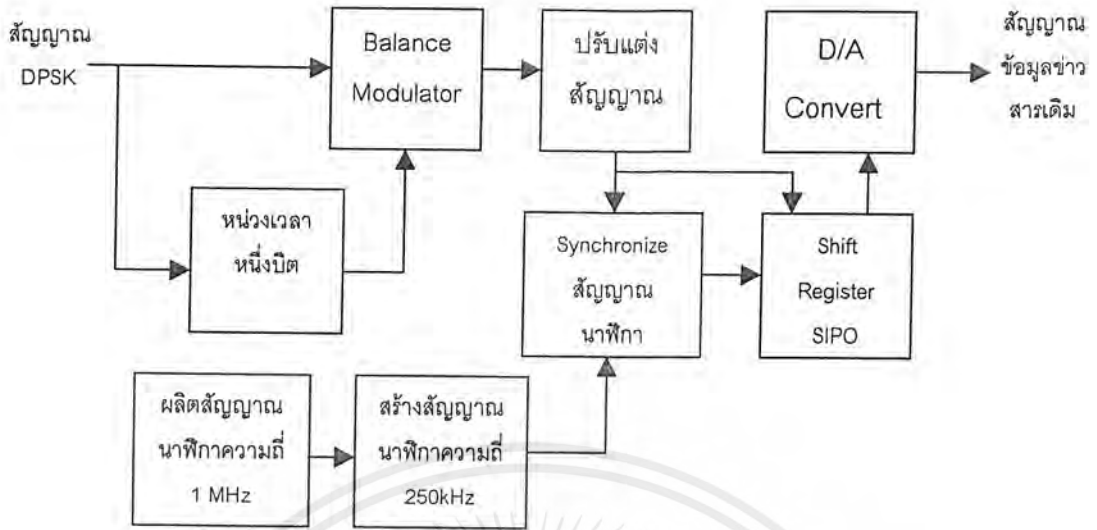 สัญญาณ
DPSK
Balance
Modulator
ปรับแต่ง
สัญญาณ
D/A
Convert
สัญญาณ
ข้อมูลข่าว
สารเดิม
หน่วงเวลา
หนึ่งบิต
Synchronize
สัญญาณ
นาฬิกา
Shift
Register
SIPO
ผลิตสัญญาณ
นาฬิกาความถี่
1 MHz
สร้างสัญญาณ
นาฬิกาความถี่
250kHz